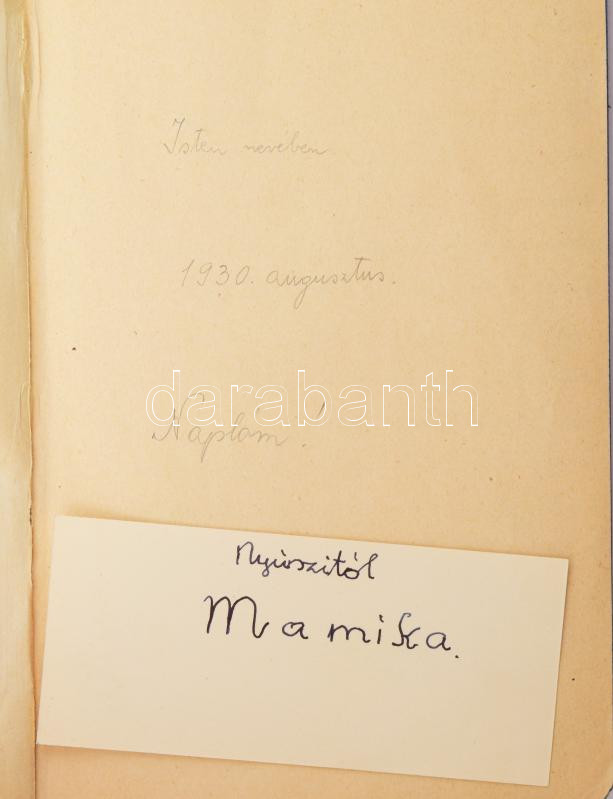 Isten nevében
1930. augusztus.
darabanth
Naplóm!
Nyuszitól
Mamika.